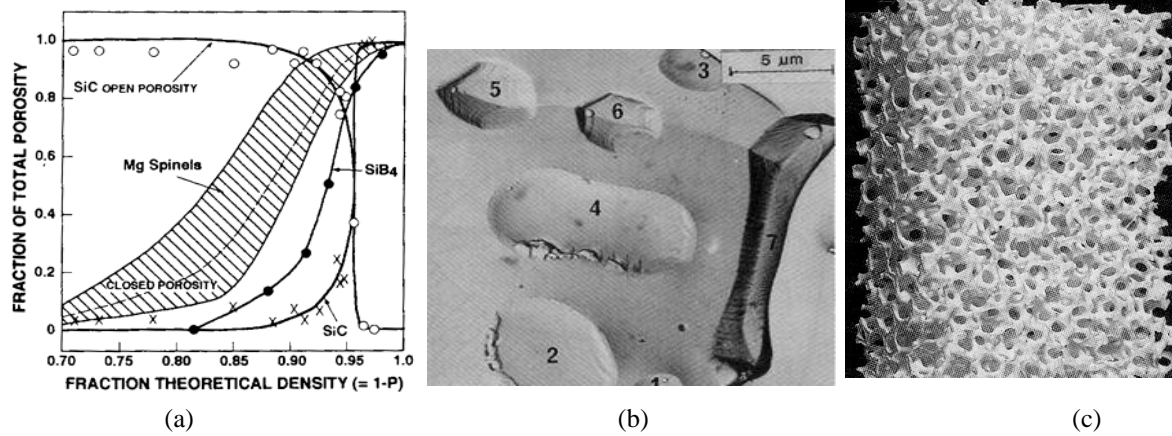 FRACTION OF TOTAL POROSITY
1.0
0.8
0.6
0.4
0.2
0
SiC OPEN POROSITY
Mg Spinels
SiB4
CLOSED POROSITY
SiC
0.70 0.80 0.85 0.90 0.95 1.0
FRACTION THEORETICAL DENSITY (= 1-P)
(a)
5 μm
3
5
6
4
7
2
1
(b)
(c)